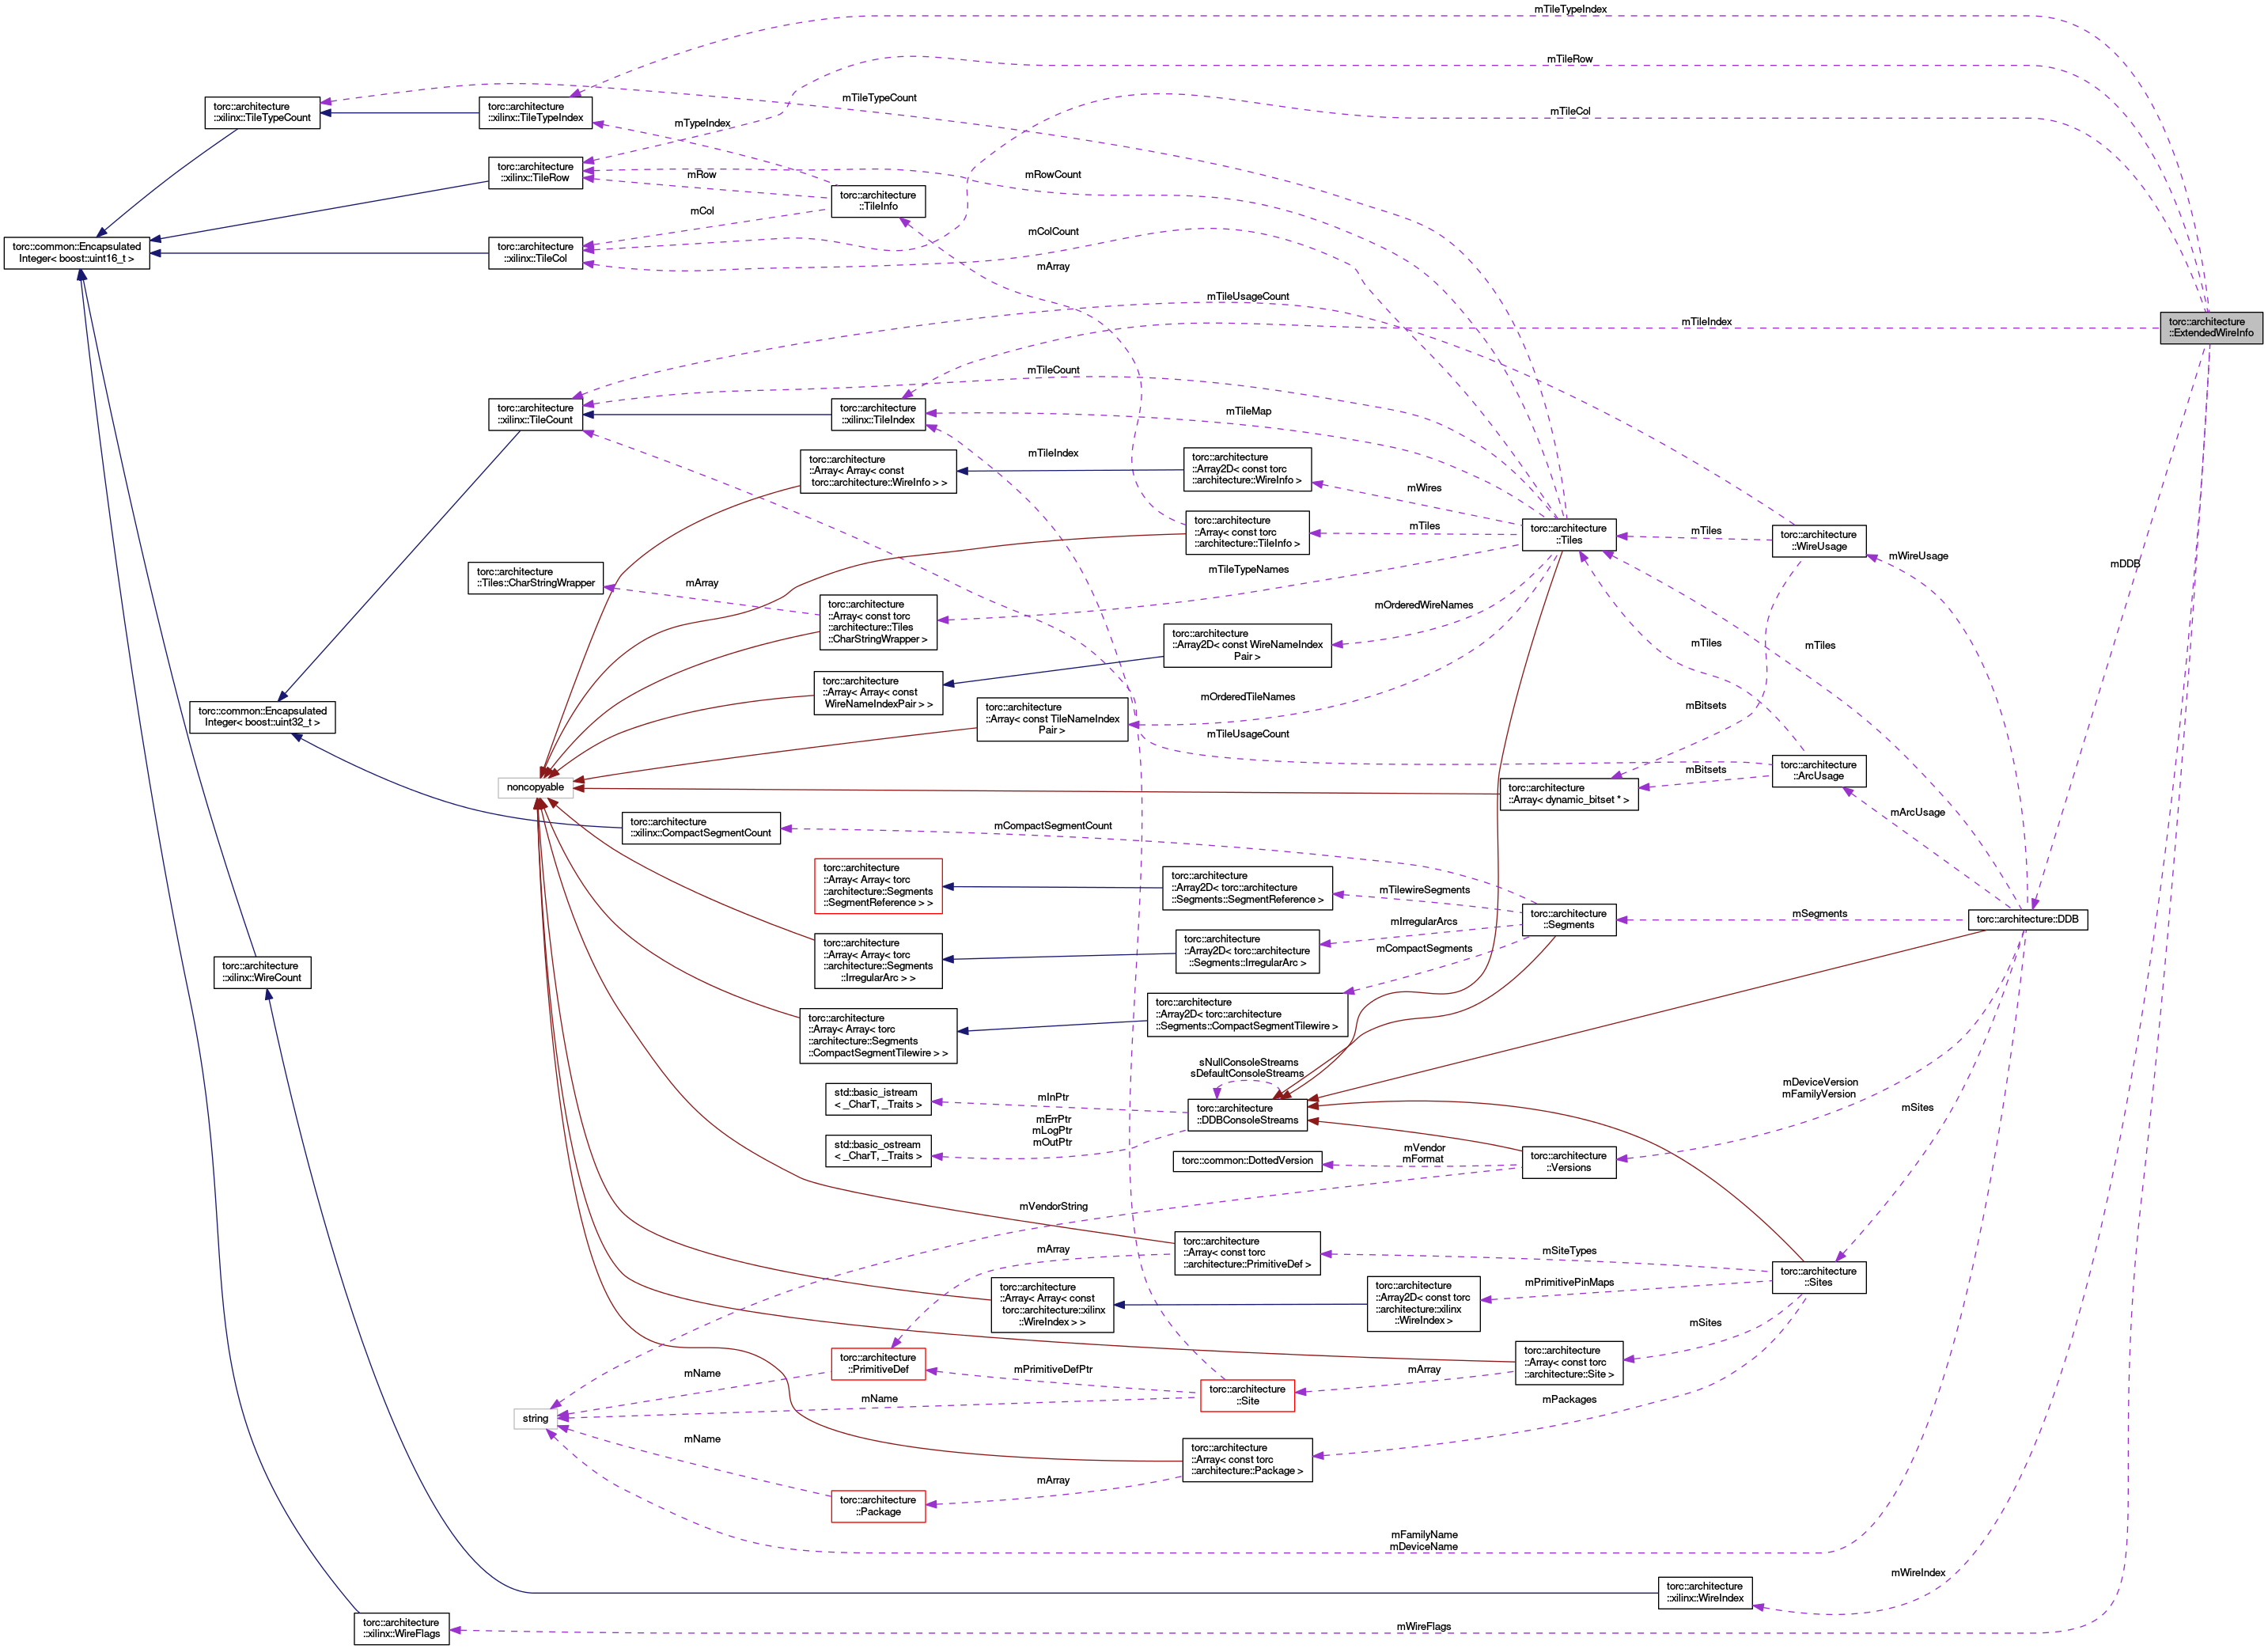 mTileTypeIndex
mTileRow
mTileTypeCount
mTileCol
torc::architecture
::xilinx::TileTypeCount
torc::architecture
::xilinx::TileTypeIndex
mTypeIndex
torc::architecture
::xilinx::TileRow
mRow
mRowCount
torc::architecture
::TileInfo
mCol
torc::common::Encapsulated
Integer< boost::uint16_t >
torc::architecture
::xilinx::TileCol
mColCount
mArray
mTileUsageCount
mTileIndex
torc::architecture
::ExtendedWireInfo
mTileCount
torc::architecture
::xilinx::TileCount
torc::architecture
::xilinx::TileIndex
mTileMap
mTileIndex
torc::architecture
::Array< Array< const
torc::architecture::WireInfo > >
torc::architecture
::Array2D< const torc
::architecture::WireInfo >
mWires
torc::architecture
::Array< const torc
::architecture::TileInfo >
mTiles
torc::architecture
::Tiles
mTiles
torc::architecture
::WireUsage
mWireUsage
mDDB
torc::architecture
::Tiles::CharStringWrapper
mArray
mTileTypeNames
torc::architecture
::Array< const torc
::architecture::Tiles
::CharStringWrapper >
mOrderedWireNames
torc::architecture
::Array2D< const WireNameIndex
Pair >
mTiles
mTiles
torc::architecture
::Array< Array< const
WireNameIndexPair > >
mOrderedTileNames
torc::architecture
::Array< const TileNameIndex
Pair >
mBitsets
torc::common::Encapsulated
Integer< boost::uint32_t >
mTileUsageCount
noncopyable
torc::architecture
::Array< dynamic_bitset * >
mBitsets
torc::architecture
::ArcUsage
mArcUsage
torc::architecture
::xilinx::CompactSegmentCount
mCompactSegmentCount
torc::architecture
::Array< Array< torc
::architecture::Segments
::SegmentReference > >
torc::architecture
::Array2D< torc::architecture
::Segments::SegmentReference >
mTilewireSegments
torc::architecture
::Segments
mSegments
torc::architecture::DDB
mIrregularArcs
torc::architecture
::Array< Array< torc
::architecture::Segments
::IrregularArc > >
torc::architecture
::Array2D< torc::architecture
::Segments::IrregularArc >
mCompactSegments
torc::architecture
::xilinx::WireCount
torc::architecture
::Array< Array< torc
::architecture::Segments
::CompactSegmentTilewire > >
torc::architecture
::Array2D< torc::architecture
::Segments::CompactSegmentTilewire >
sNullConsoleStreams
sDefaultConsoleStreams
std::basic_istream
< _CharT, _Traits >
mInPtr
torc::architecture
::DDBConsoleStreams
mDeviceVersion
mFamilyVersion
mSites
mErrPtr
mLogPtr
mOutPtr
std::basic_ostream
< _CharT, _Traits >
torc::common::DottedVersion
mVendor
mFormat
torc::architecture
::Versions
mVendorString
mArray
torc::architecture
::Array< const torc
::architecture::PrimitiveDef >
mSiteTypes
torc::architecture
::Sites
torc::architecture
::Array< Array< const
torc::architecture::xilinx
::WireIndex > >
torc::architecture
::Array2D< const torc
::architecture::xilinx
::WireIndex >
mPrimitivePinMaps
mSites
torc::architecture
::PrimitiveDef
mPrimitiveDefPtr
mArray
torc::architecture
::Array< const torc
::architecture::Site >
mName
mName
torc::architecture
::Site
mPackages
string
mName
torc::architecture
::Array< const torc
::architecture::Package >
mArray
torc::architecture
::Package
mFamilyName
mDeviceName
mWireIndex
torc::architecture
::xilinx::WireIndex
torc::architecture
::xilinx::WireFlags
mWireFlags